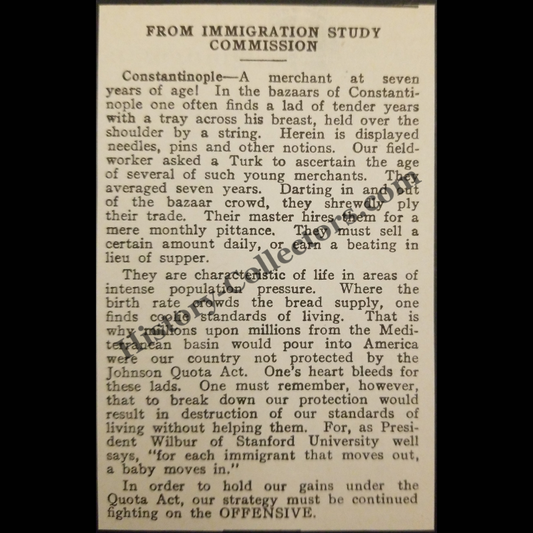 FROM IMMIGRATION STUDY
COMMISSION
Constantinople—A merchant at seven
years of age! In the bazaars of Constanti-
nople one often finds a lad of tender years
with a tray across his breast, held over the
shoulder by a string. Herein is displayed
needles, pins and other notions. Our field-
worker asked a Turk to ascertain the age
of several of such young merchants. They
averaged seven years. Darting in and out
of the bazaar crowd, they shrewdly ply
their trade. Their master hires them for a
mere monthly pittance. They must sell a
certain amount daily, or earn a beating in
lieu of supper.
They are characteristic of life in areas of
intense population pressure. Where the
birth rate crowds the bread supply, one
finds standards of living. That is
why millions upon millions from the Medi-
terranean basin would pour into America
were our country not protected by the
Johnson Quota Act. One's heart bleeds for
these lads. One must remember, however,
that to break down our protection would
result in destruction of our standards of
living without helping them. For, as Presi-
dent Wilbur of Stanford University well
says, "for each immigrant that moves out,
a baby moves in."
In order to hold our gains under the
Quota Act, our strategy must be continued
fighting on the OFFENSIVE.
History-Collectors.com